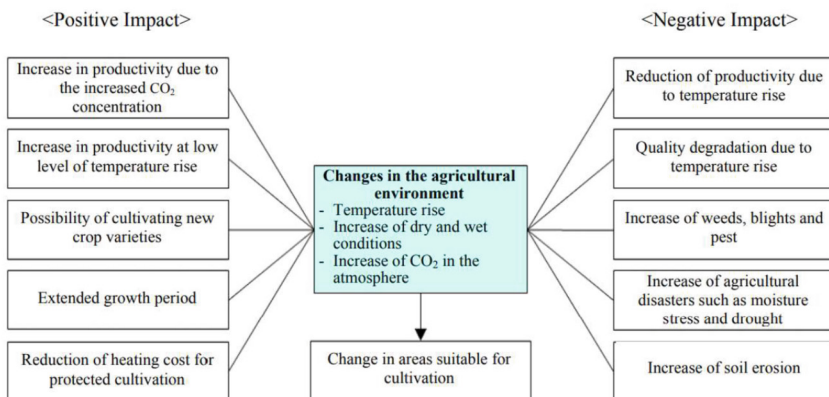 <Positive Impact>
<Negative Impact>
Increase in productivity due to
the increased CO₂
concentration
Increase in productivity at low
level of temperature rise
Possibility of cultivating new
crop varieties
Extended growth period
Reduction of heating cost for
protected cultivation
Changes in the agricultural
environment
- Temperature rise
- Increase of dry and wet
conditions
- Increase of CO₂ in the
atmosphere
Change in areas suitable for
cultivation
Reduction of productivity due
to temperature rise
Quality degradation due to
temperature rise
Increase of weeds, blights and
pest
Increase of agricultural
disasters such as moisture
stress and drought
Increase of soil erosion